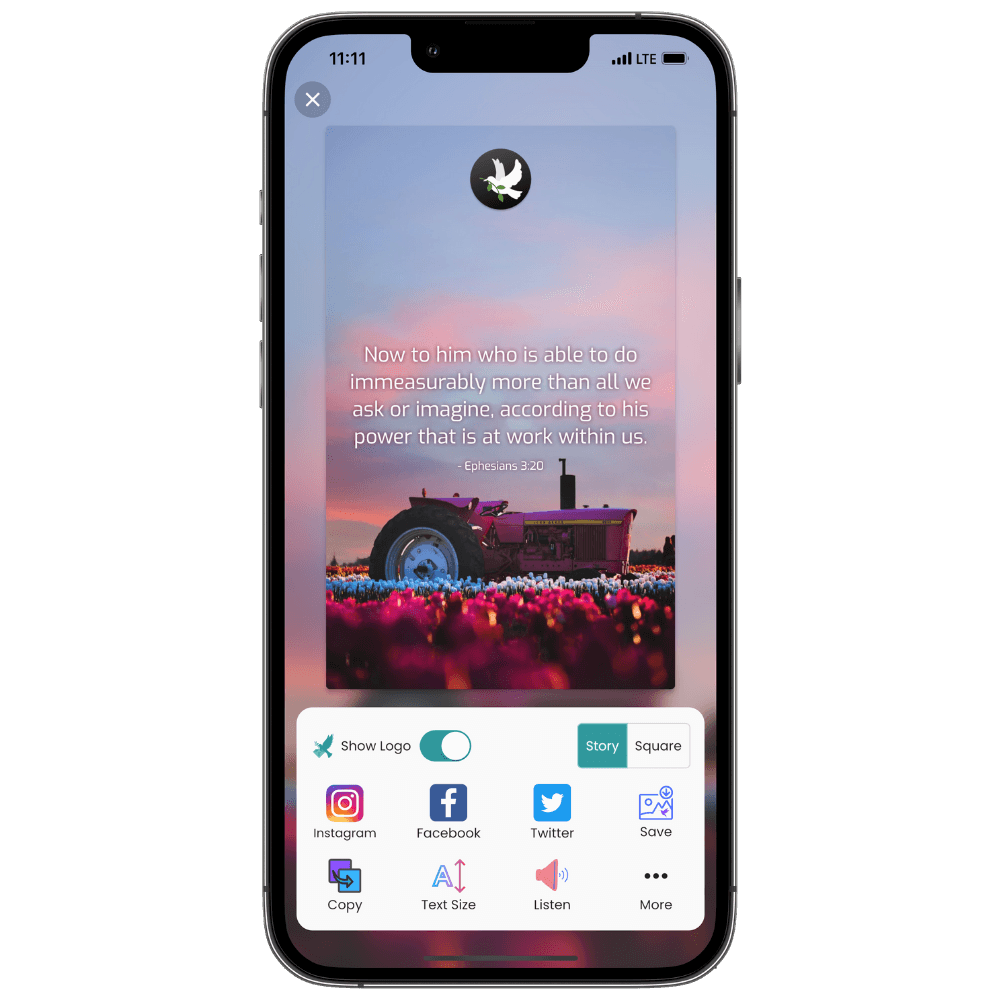 11:11 LTE
Now to him who is able to do
immeasurably more than all we
ask or imagine, according to his
power that is at work within us.
- Ephesians 3:20
Show Logo Story Square
Instagram Facebook Twitter Save
Copy Text Size Listen More